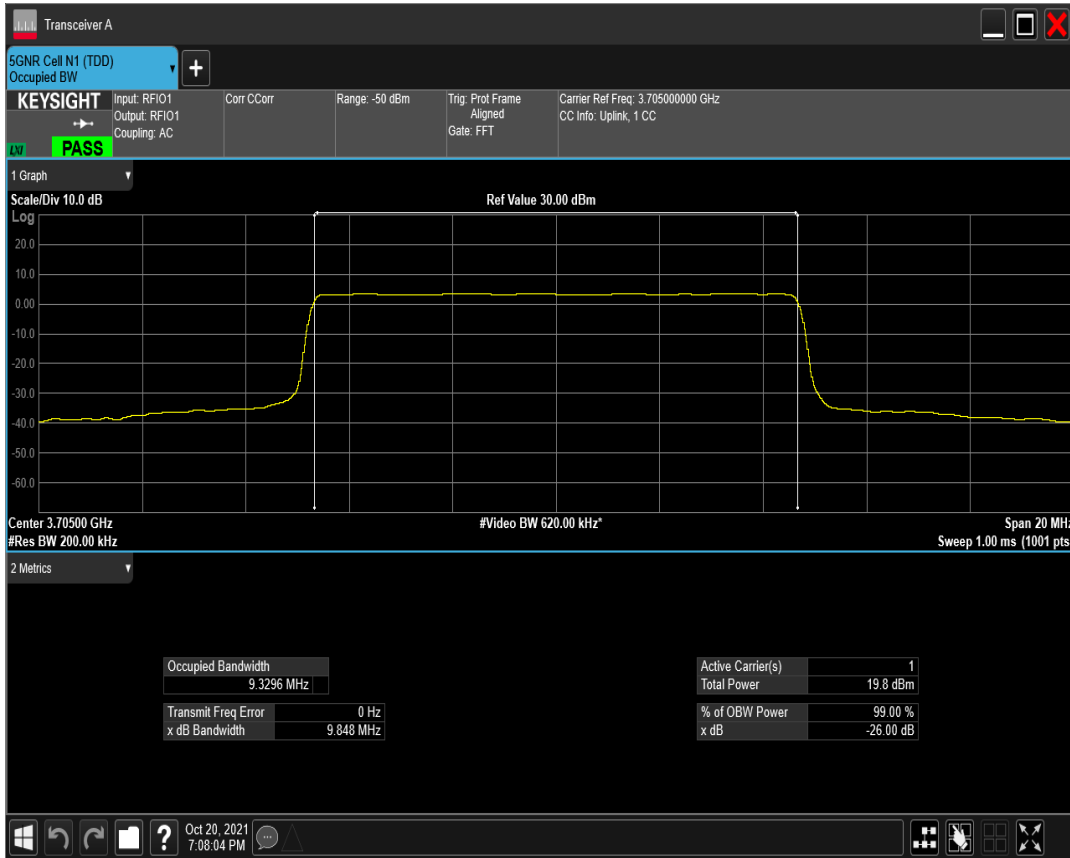 Transceiver A
5GNR Cell N1 (TDD)
Occupied BW
+
KEYSIGHT
LXI
PASS
Input: RFIO1
Output: RFIO1
Coupling: AC
Corr CCorr
Range: -50 dBm
Trig: Prot Frame
Aligned
Gate: FFT
Carrier Ref Freq: 3.705000000 GHz
CC Info: Uplink, 1 CC
1 Graph
Scale/Div 10.0 dB
Ref Value 30.00 dBm
Log
20.0
10.0
0.00
-10.0
-20.0
-30.0
-40.0
-50.0
-60.0
Center 3.70500 GHz
#Video BW 620.00 kHz*
Span 20 MHz
#Res BW 200.00 kHz
Sweep 1.00 ms (1001 pts
2 Metrics
Occupied Bandwidth
9.3296 MHz
Transmit Freq Error 0 Hz
x dB Bandwidth 9.848 MHz
Active Carrier(s) 1
Total Power 19.8 dBm
% of OBW Power 99.00 %
x dB -26.00 dB
?
Oct 20, 2021
7:08:04 PM